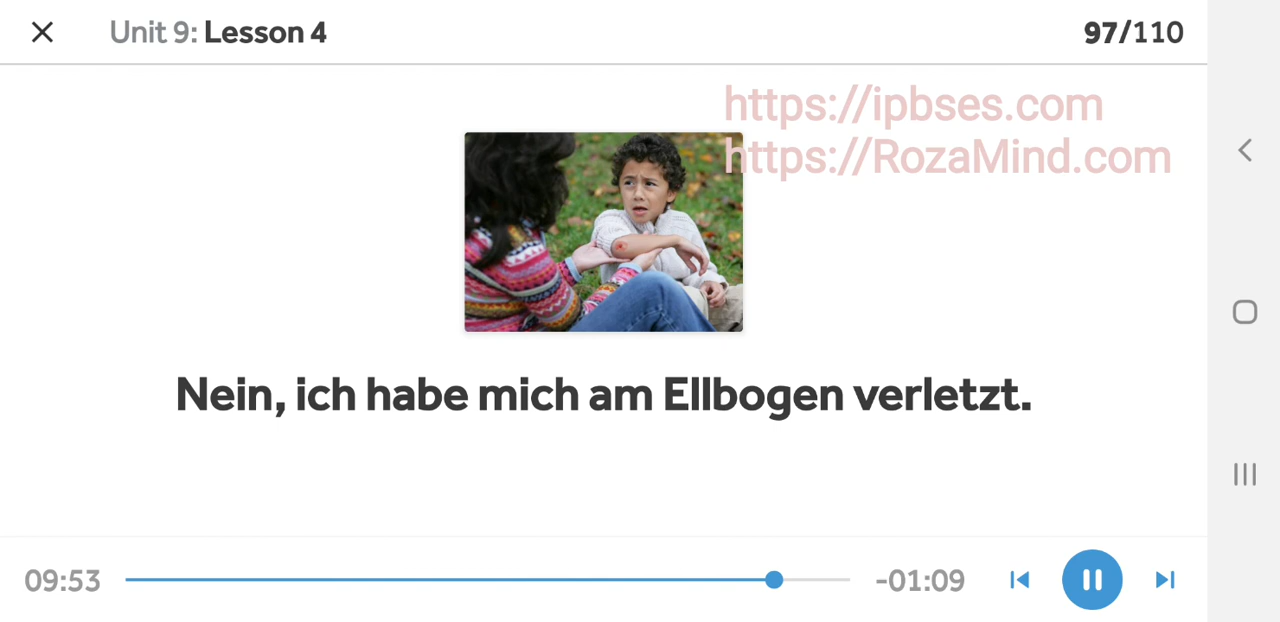 Unit 9: Lesson 4
97/110
https://ipbses.com
https://RozaMind.com
Nein, ich habe mich am Ellbogen verletzt.
09:53
-01:09